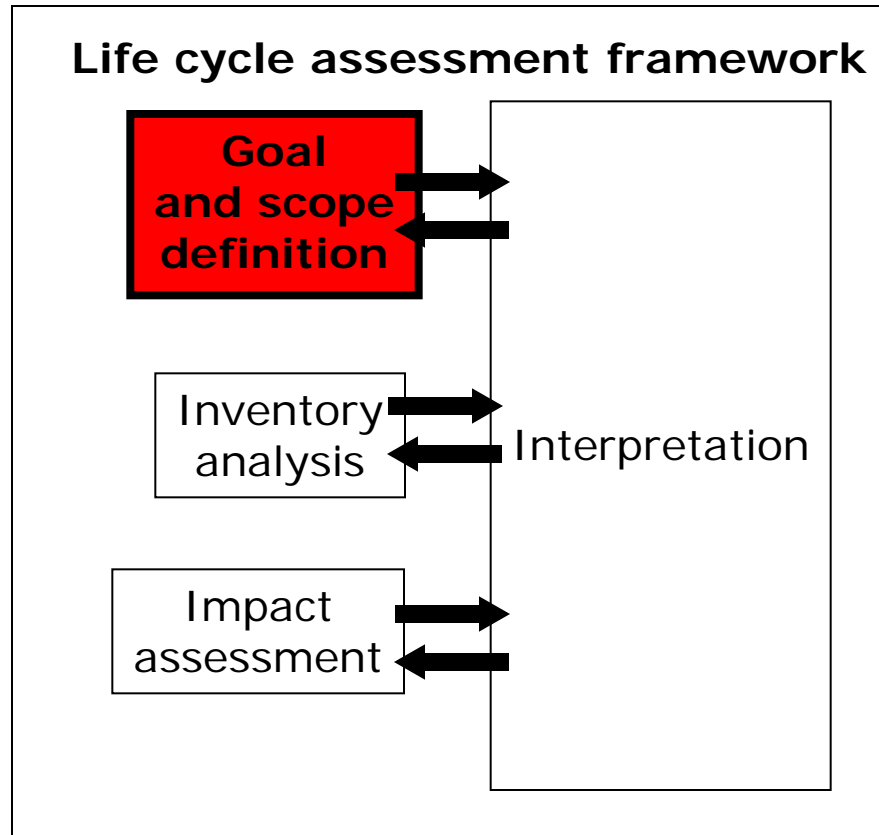 Life cycle assessment framework
Goal
and scope
definition
Inventory
analysis
Interpretation
Impact
assessment